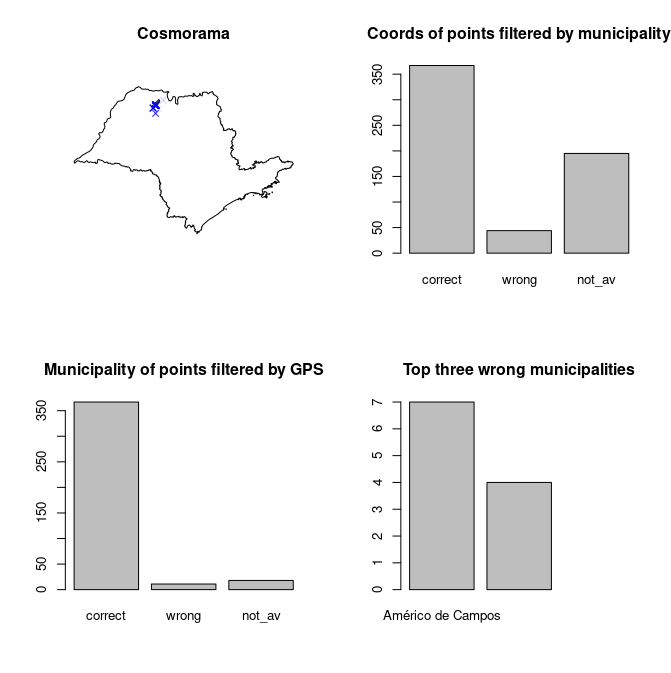 Cosmorama
Coords of points filtered by municipality
350
250
150
50
0
correct wrong not_av
Municipality of points filtered by GPS
350
250
150
50
0
correct wrong not_av
Top three wrong municipalities
7
6
5
4
3
2
1
0
Américo de Campos